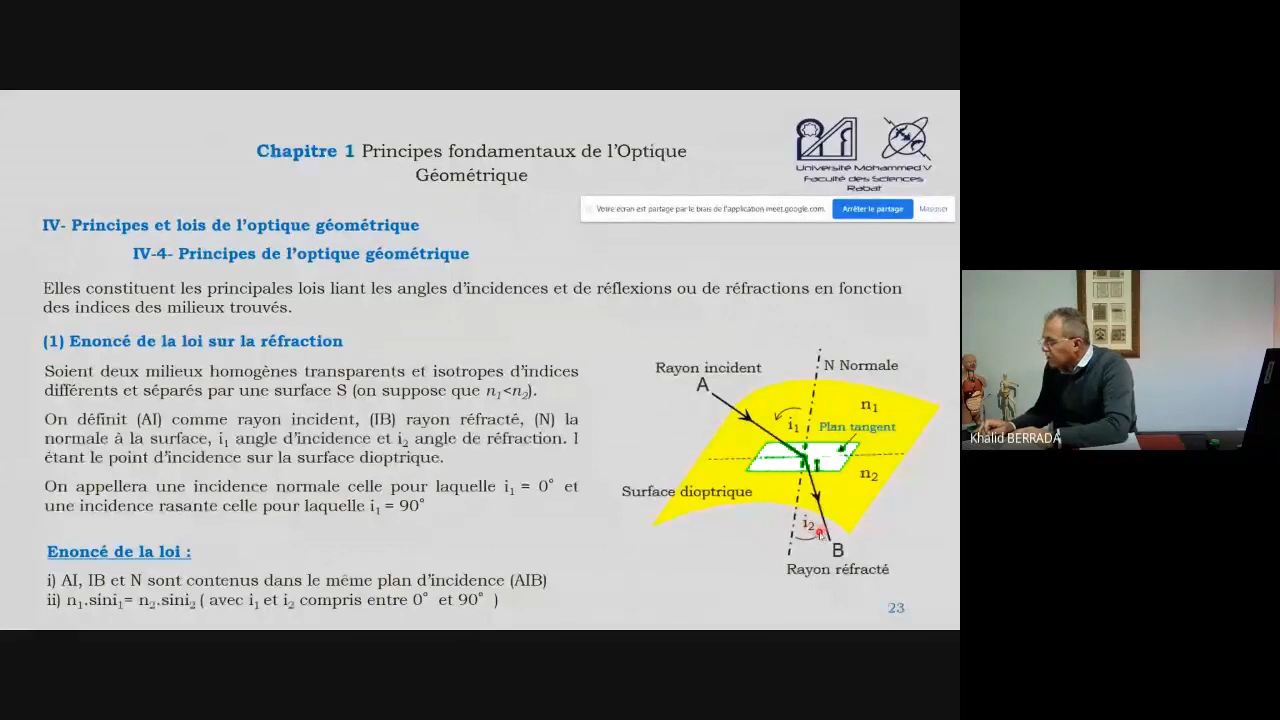 Chapitre 1 Principes fondamentaux de l'Optique
Géométrique
Université Mohammed V
Faculté des Sciences
Rabat
Votre écran est partagé par le biais de l'application meet.google.com.
Arrêter le partage
Masquer
IV- Principes et lois de l'optique géométrique
IV-4- Principes de l'optique géométrique
Elles constituent les principales lois liant les angles d'incidences et de réflexions ou de réfractions en fonction
des indices des milieux trouvés.
(1) Enoncé de la loi sur la réfraction
Soient deux milieux homogènes transparents et isotropes d'indices
différents et séparés par une surface S (on suppose que n₁<n₂).
On définit (AI) comme rayon incident, (IB) rayon réfracté, (N) la
normale à la surface, i₁ angle d'incidence et i₂ angle de réfraction. I
étant le point d'incidence sur la surface dioptrique.
On appellera une incidence normale celle pour laquelle i₁ = 0° et
une incidence rasante celle pour laquelle i₁ = 90°
Enoncé de la loi :
i) AI, IB et N sont contenus dans le même plan d'incidence (AIB)
ii) n₁.sini₁= n₂.sini₂ ( avec i₁ et i₂ compris entre 0° et 90° )
Rayon incident
A
N Normale
n₁
i₁
Plan tangent
I
n₂
Surface dioptrique
i₂
B
Rayon réfracté
23
Khalid BERRADA